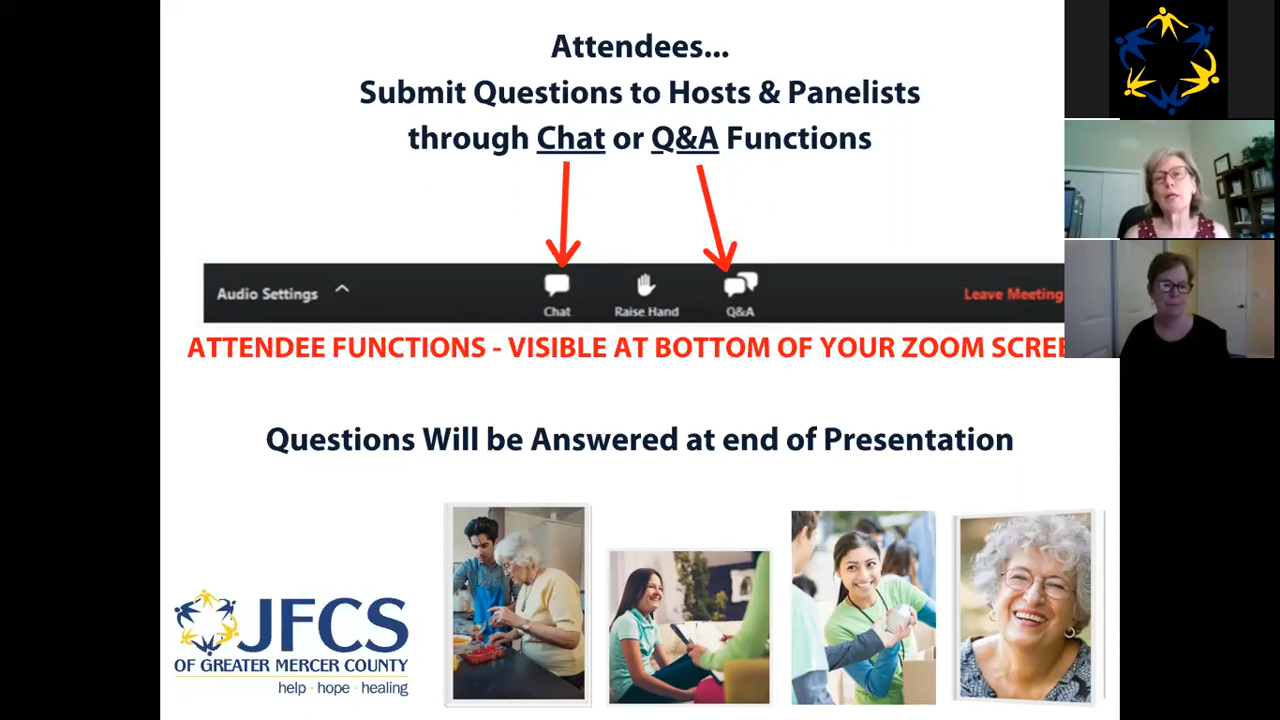 Attendees...
Submit Questions to Hosts & Panelists
through Chat or Q&A Functions
Audio Settings
Chat
Raise Hand
Q&A
Leave Meeting
ATTENDEE FUNCTIONS - VISIBLE AT BOTTOM OF YOUR ZOOM SCREE
Questions Will be Answered at end of Presentation
JFCS
OF GREATER MERCER COUNTY
help · hope · healing